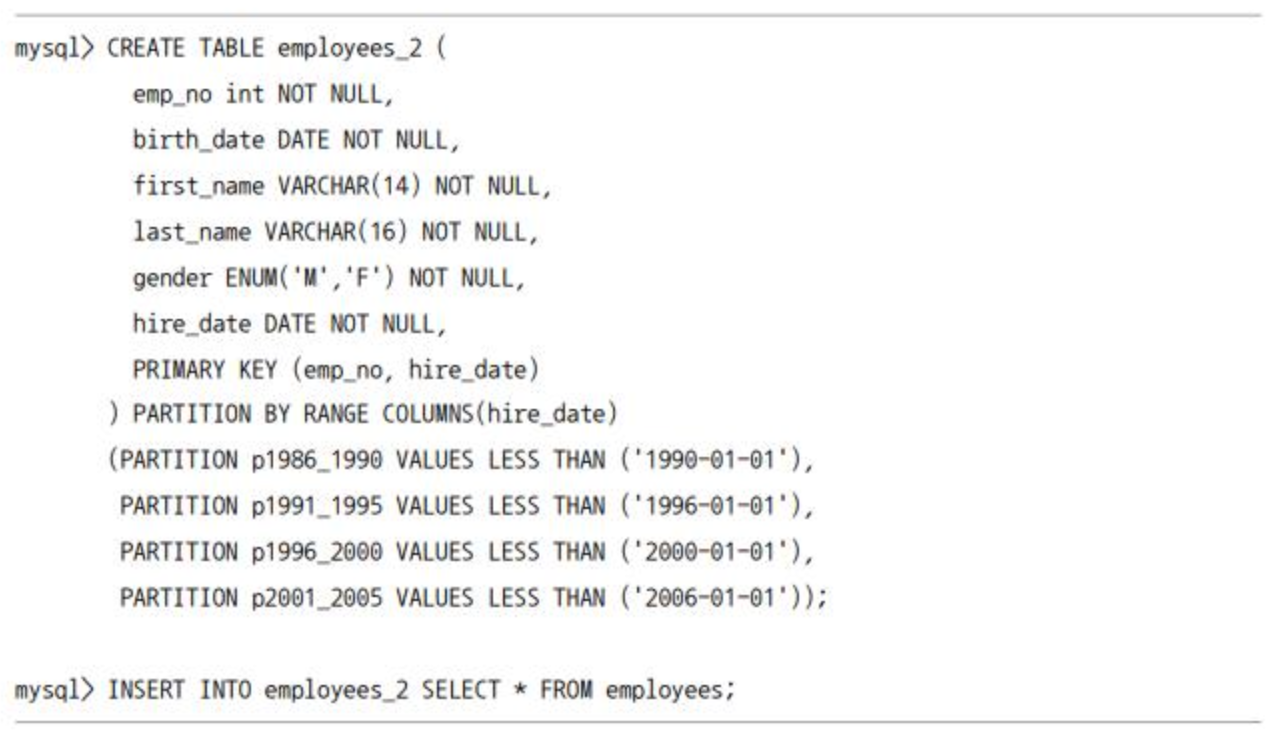 mysql> CREATE TABLE employees_2 (
emp_no int NOT NULL,
birth_date DATE NOT NULL,
first_name VARCHAR(14) NOT NULL,
last_name VARCHAR(16) NOT NULL,
gender ENUM('M','F') NOT NULL,
hire_date DATE NOT NULL,
PRIMARY KEY (emp_no, hire_date)
) PARTITION BY RANGE COLUMNS(hire_date)
(PARTITION p1986_1990 VALUES LESS THAN ('1990-01-01'),
PARTITION p1991_1995 VALUES LESS THAN ('1996-01-01'),
PARTITION p1996_2000 VALUES LESS THAN ('2000-01-01'),
PARTITION p2001_2005 VALUES LESS THAN ('2006-01-01'));
mysql> INSERT INTO employees_2 SELECT * FROM employees;